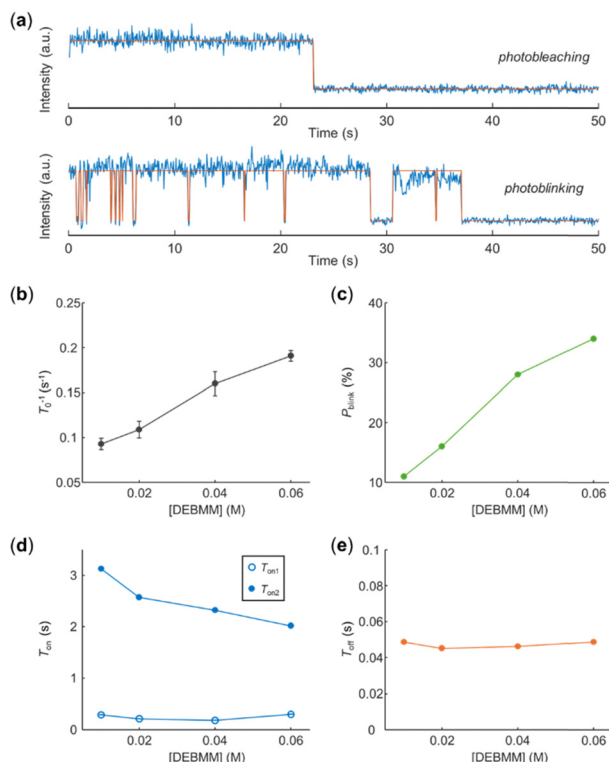 (a)
Intensity (a.u.)
photobleaching
0 10 20 30 40 50
Time (s)
Intensity (a.u.)
photoblinking
0 10 20 30 40 50
Time (s)
(b)
T0-1 (s-1)
0.25
0.2
0.15
0.1
0.05
0.02 0.04 0.06
[DEBMM] (M)
(c)
Pblink (%)
40
30
20
10
0.02 0.04 0.06
[DEBMM] (M)
(d)
Ton (s)
3
2
1
0
Ton1
Ton2
0.02 0.04 0.06
[DEBMM] (M)
(e)
Toff (s)
0.1
0.08
0.06
0.04
0.02
0
0.02 0.04 0.06
[DEBMM] (M)